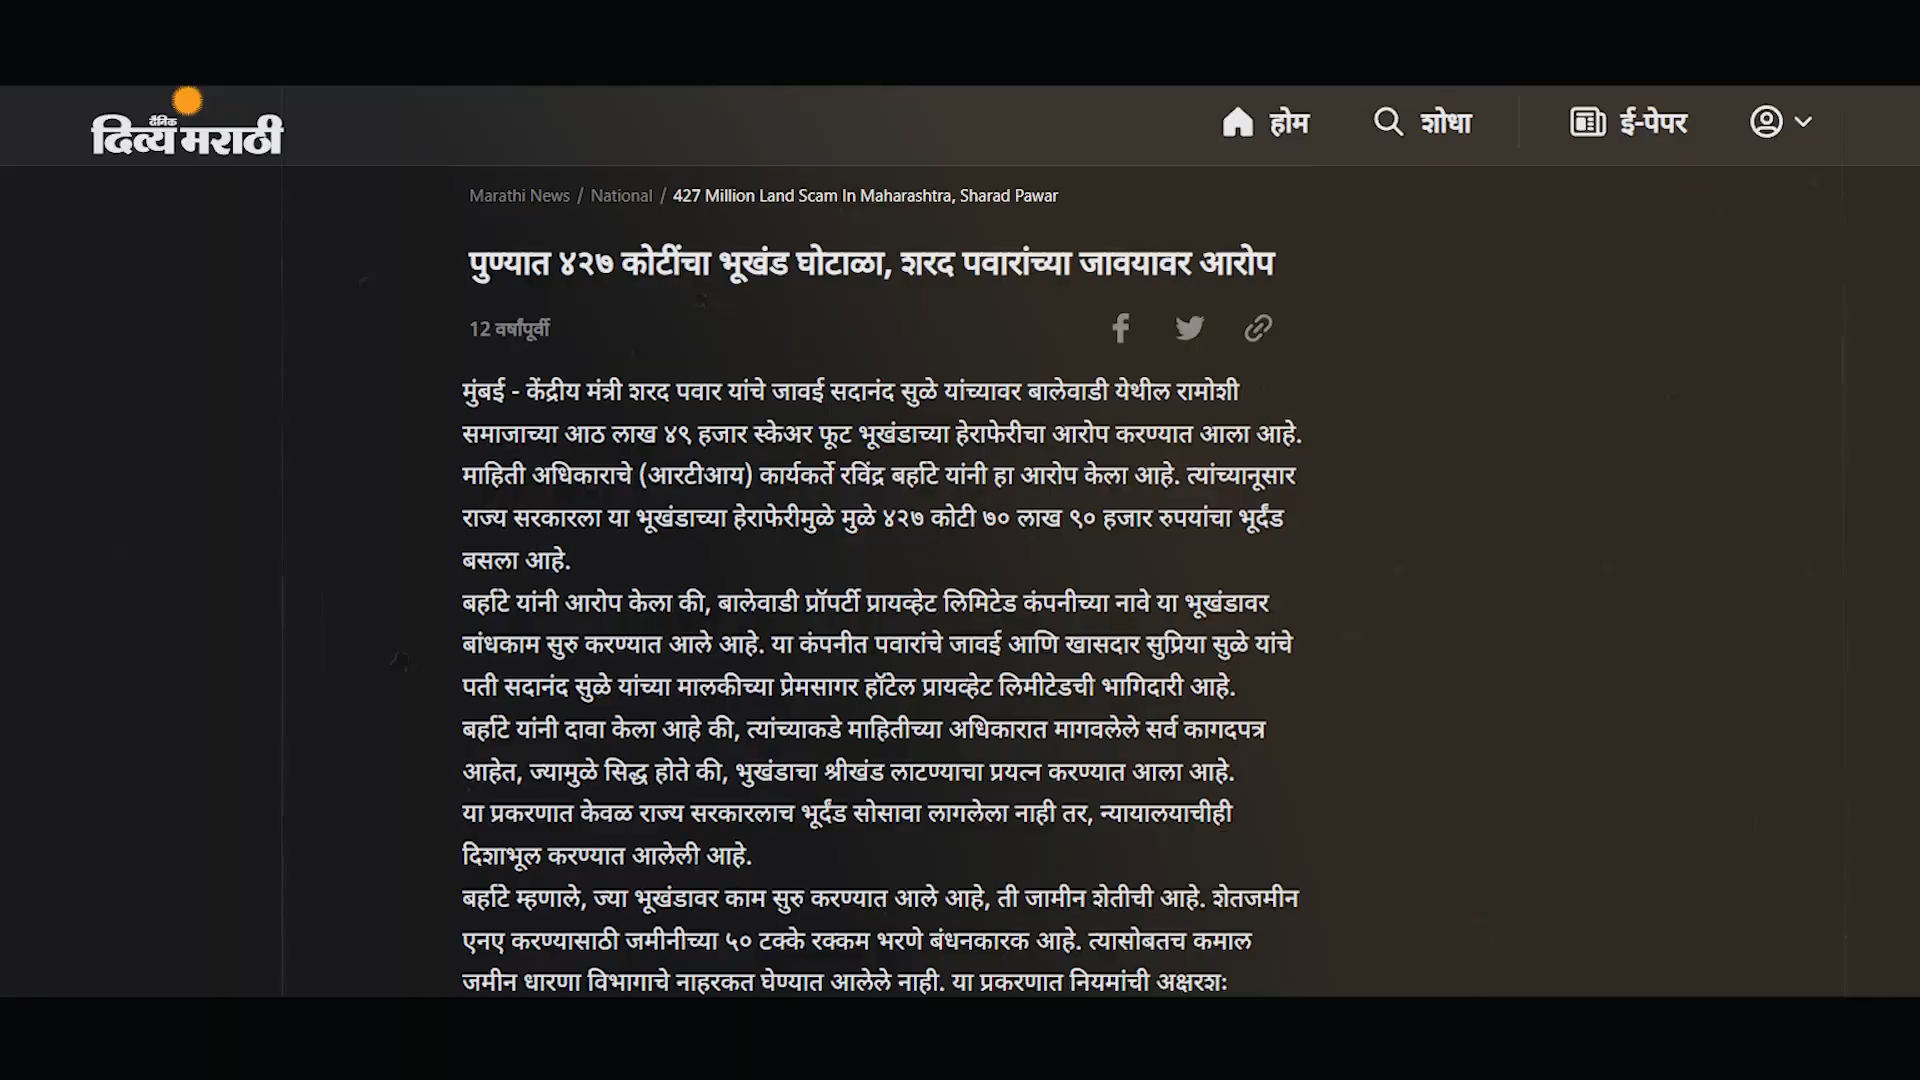 दैनिक
दिव्य मराठी
होम
शोधा
ई-पेपर
Marathi News / National / 427 Million Land Scam In Maharashtra, Sharad Pawar
पुण्यात ४२७ कोटींचा भूखंड घोटाळा, शरद पवारांच्या जावयावर आरोप
12 वर्षांपूर्वी
मुंबई - केंद्रीय मंत्री शरद पवार यांचे जावई सदानंद सुळे यांच्यावर बालेवाडी येथील रामोशी
समाजाच्या आठ लाख ४९ हजार स्केअर फूट भूखंडाच्या हेराफेरीचा आरोप करण्यात आला आहे.
माहिती अधिकाराचे (आरटीआय) कार्यकर्ते रविंद्र बर्हाटे यांनी हा आरोप केला आहे. त्यांच्यानूसार
राज्य सरकारला या भूखंडाच्या हेराफेरीमुळे मुळे ४२७ कोटी ७० लाख ९० हजार रुपयांचा भूर्दंड
बसला आहे.
बर्हाटे यांनी आरोप केला की, बालेवाडी प्रॉपर्टी प्रायव्हेट लिमिटेड कंपनीच्या नावे या भूखंडावर
बांधकाम सुरु करण्यात आले आहे. या कंपनीत पवारांचे जावई आणि खासदार सुप्रिया सुळे यांचे
पती सदानंद सुळे यांच्या मालकीच्या प्रेमसागर हॉटेल प्रायव्हेट लिमीटेडची भागिदारी आहे.
बर्हाटे यांनी दावा केला आहे की, त्यांच्याकडे माहितीच्या अधिकारात मागवलेले सर्व कागदपत्र
आहेत, ज्यामुळे सिद्ध होते की, भुखंडाचा श्रीखंड लाटण्याचा प्रयत्न करण्यात आला आहे.
या प्रकरणात केवळ राज्य सरकारलाच भूर्दंड सोसावा लागलेला नाही तर, न्यायालयाचीही
दिशाभूल करण्यात आलेली आहे.
बर्हाटे म्हणाले, ज्या भूखंडावर काम सुरु करण्यात आले आहे, ती जामीन शेतीची आहे. शेतजमीन
एनए करण्यासाठी जमीनीच्या ५० टक्के रक्कम भरणे बंधनकारक आहे. त्यासोबतच कमाल
जमीन धारणा विभागाचे नाहरकत घेण्यात आलेले नाही. या प्रकरणात नियमांची अक्षरशः